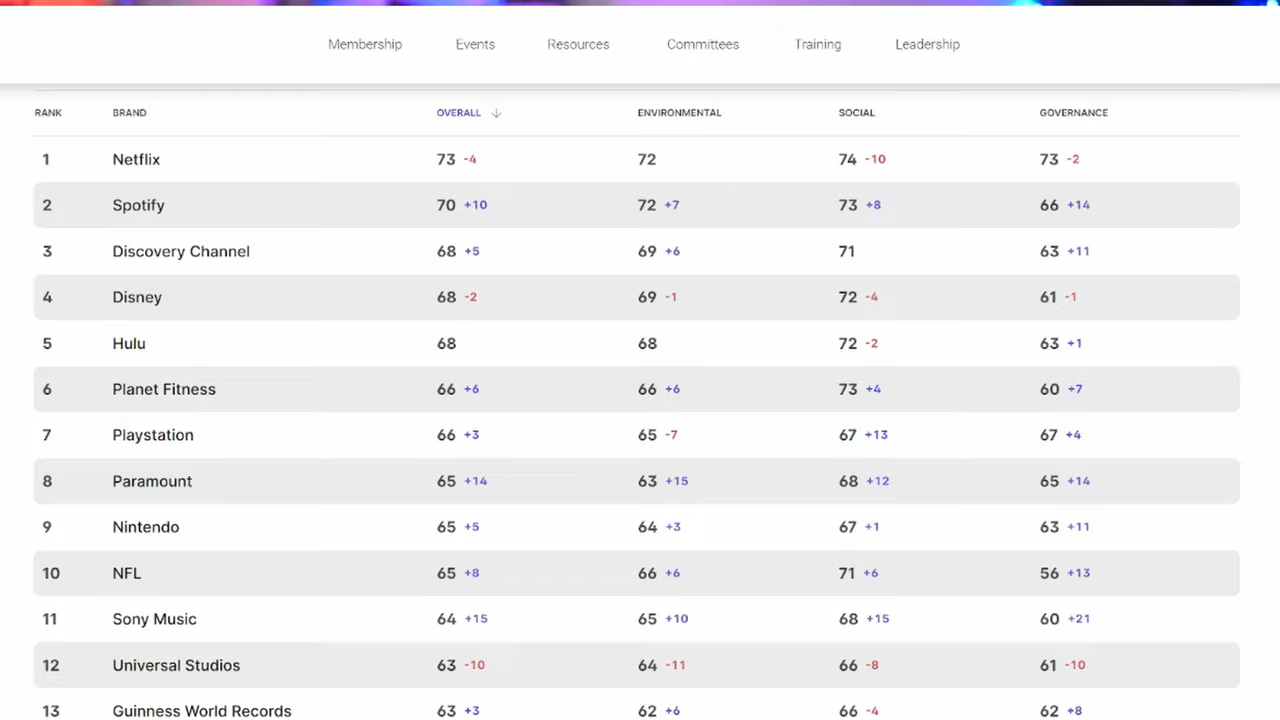 Membership Events Resources Committees Training Leadership
RANK BRAND OVERALL ↓ ENVIRONMENTAL SOCIAL GOVERNANCE
1 Netflix 73 -4 72 74 -10 73 -2
2 Spotify 70 +10 72 +7 73 +8 66 +14
3 Discovery Channel 68 +5 69 +6 71 63 +11
4 Disney 68 -2 69 -1 72 -4 61 -1
5 Hulu 68 68 72 -2 63 +1
6 Planet Fitness 66 +6 66 +6 73 +4 60 +7
7 Playstation 66 +3 65 -7 67 +13 67 +4
8 Paramount 65 +14 63 +15 68 +12 65 +14
9 Nintendo 65 +5 64 +3 67 +1 63 +11
10 NFL 65 +8 66 +6 71 +6 56 +13
11 Sony Music 64 +15 65 +10 68 +15 60 +21
12 Universal Studios 63 -10 64 -11 66 -8 61 -10
13 Guinness World Records 63 +3 62 +6 66 -4 62 +8